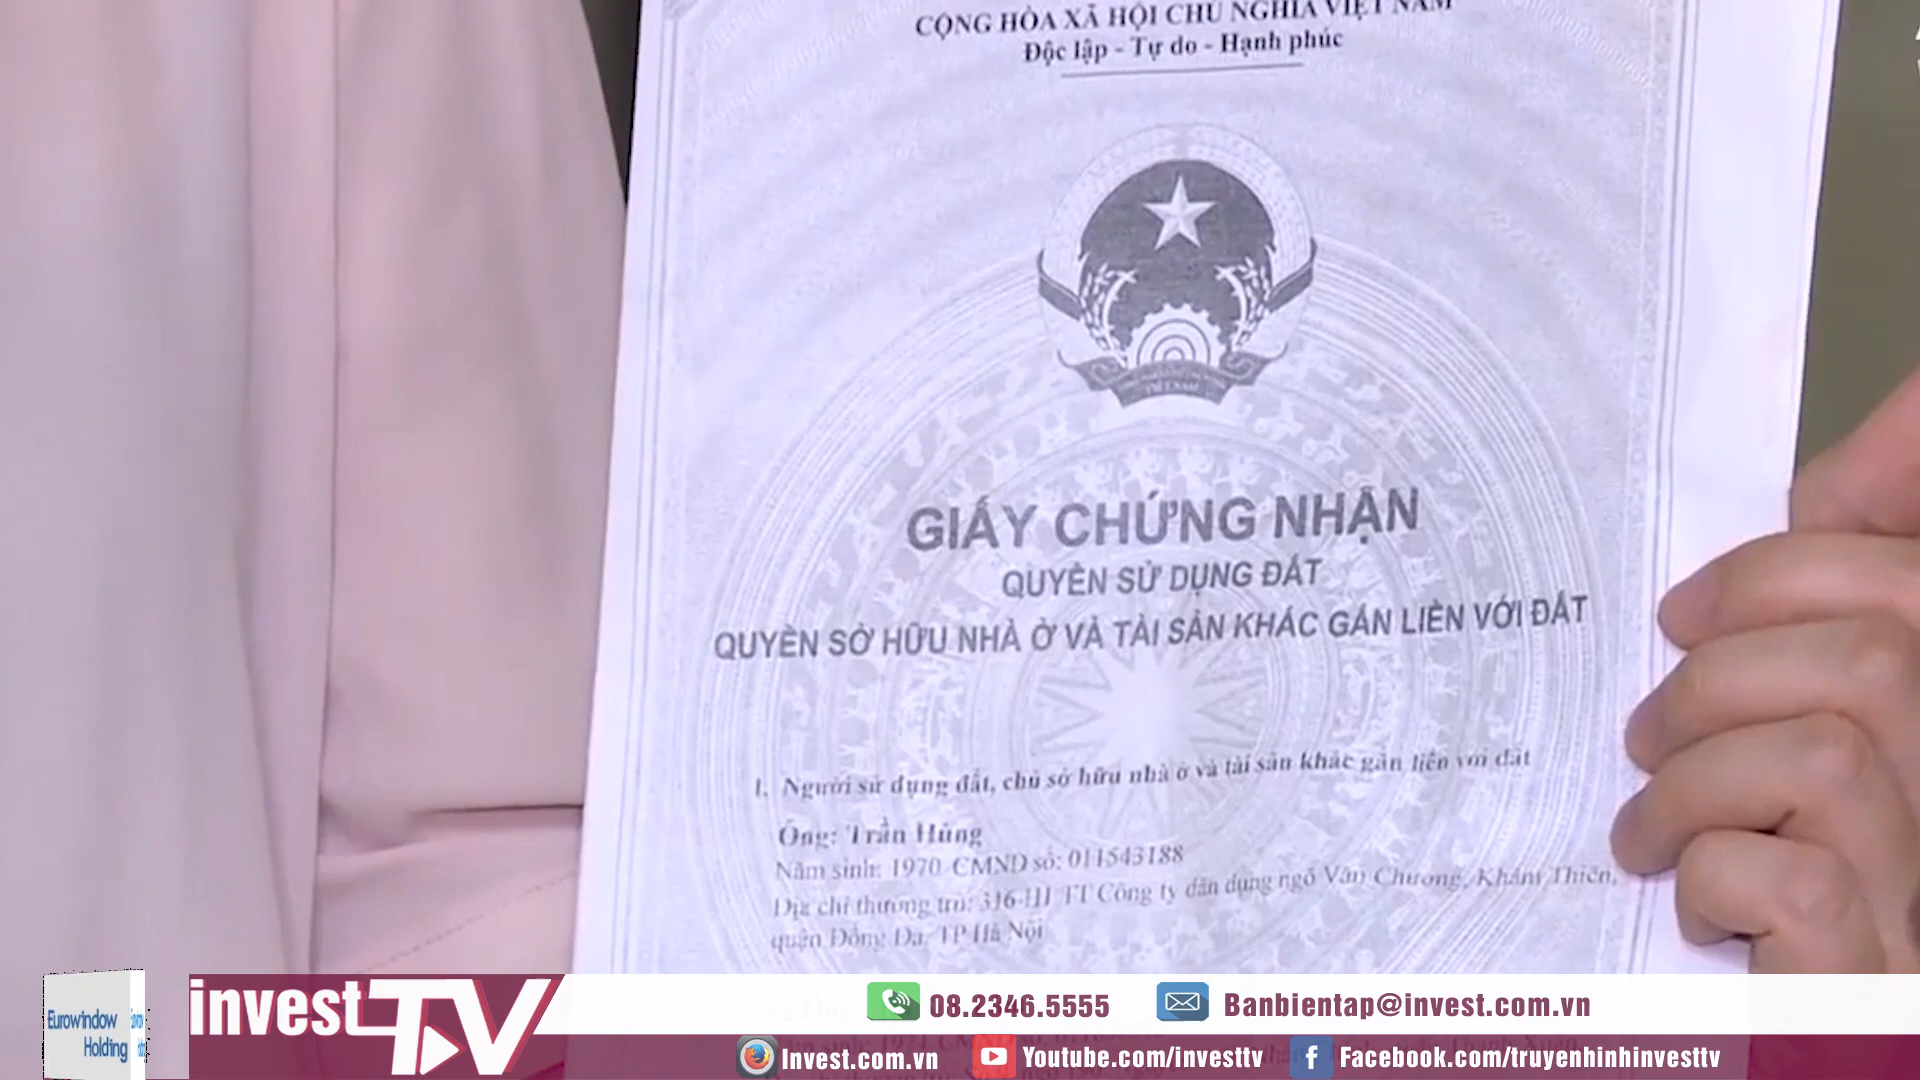 CỘNG HÒA XÃ HỘI CHỦ NGHĨA VIỆT NAM
Độc lập - Tự do - Hạnh phúc
VIỆT NAM
GIẤY CHỨNG NHẬN
QUYỀN SỬ DỤNG ĐẤT
QUYỀN SỞ HỮU NHÀ Ở VÀ TÀI SẢN KHÁC GẮN LIỀN VỚI ĐẤT
I. Người sử dụng đất, chủ sở hữu nhà ở và tài sản khác gắn liền với đất
Ông: Trần Hùng
Năm sinh: 1970 CMND số: 011543188
Địa chỉ thường trú: 316-III TT Công ty dân dụng ngõ Văn Chương, Khâm Thiên,
quận Đống Đa, TP Hà Nội
Eurowindow
Holding
invest TV
08.2346.5555
Banbientap@invest.com.vn
Invest.com.vn
Youtube.com/investtv
Facebook.com/truyenhinhinvesttv